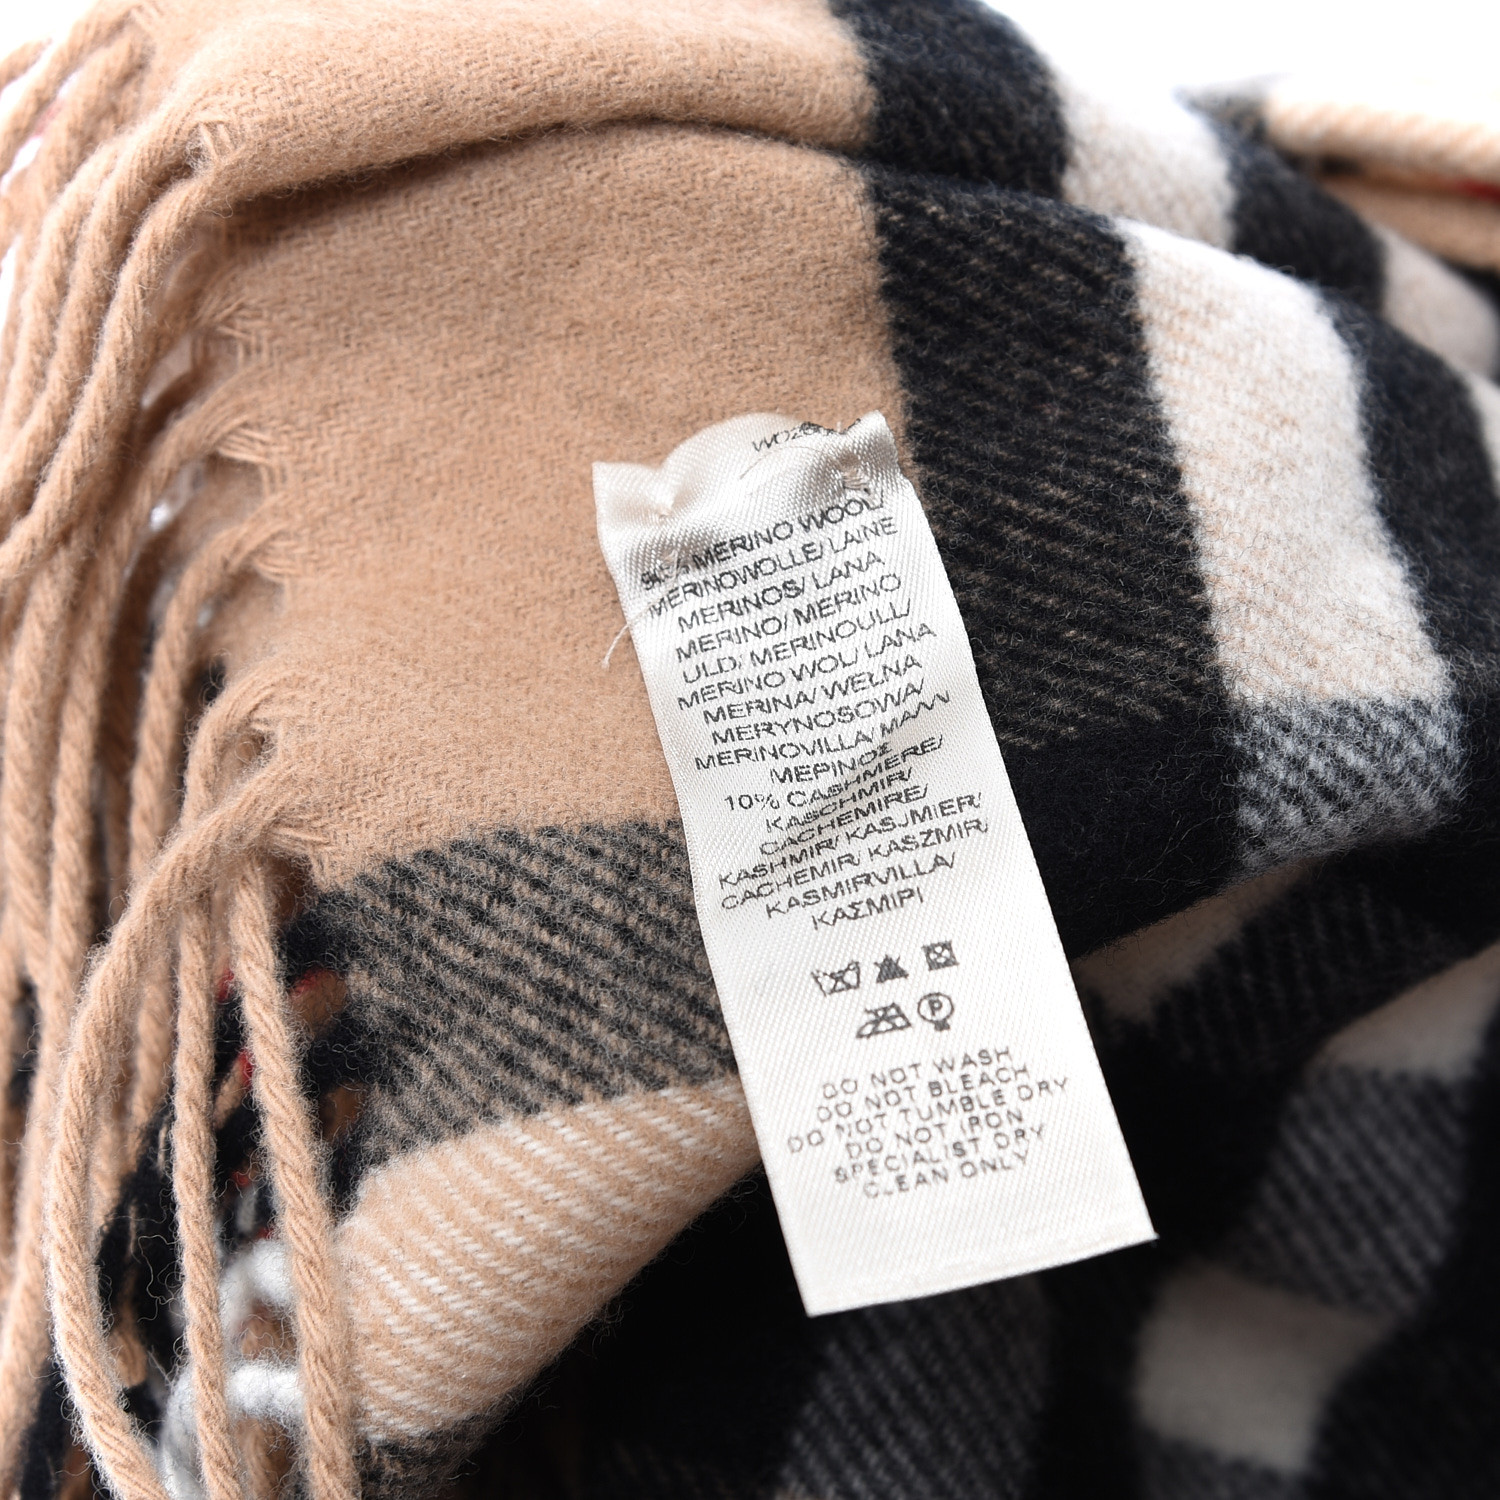 MERINO WOOL/
MERINOWOLLE/ LAINE
MERINOS/ LANA
MERINO/ MERINO
ULD/ MERINOULL/
MERINO WOL/ LANA
MERINA/ WEŁNA
MERYNOSOWA/
MERINOVILLA/ ΜΑΛΛΙ
ΜΕΡΙΝΟΣ
10% CASHMERE/
KASCHMIR/
CACHEMIRE/
KASHMIR/ KASJMIER/
CACHEMIR/ KASZMIR/
KASMIRVILLA/
ΚΑΣΜΙΡΙ
P
DO NOT WASH
DO NOT BLEACH
DO NOT TUMBLE DRY
DO NOT IRON
SPECIALIST DRY
CLEAN ONLY